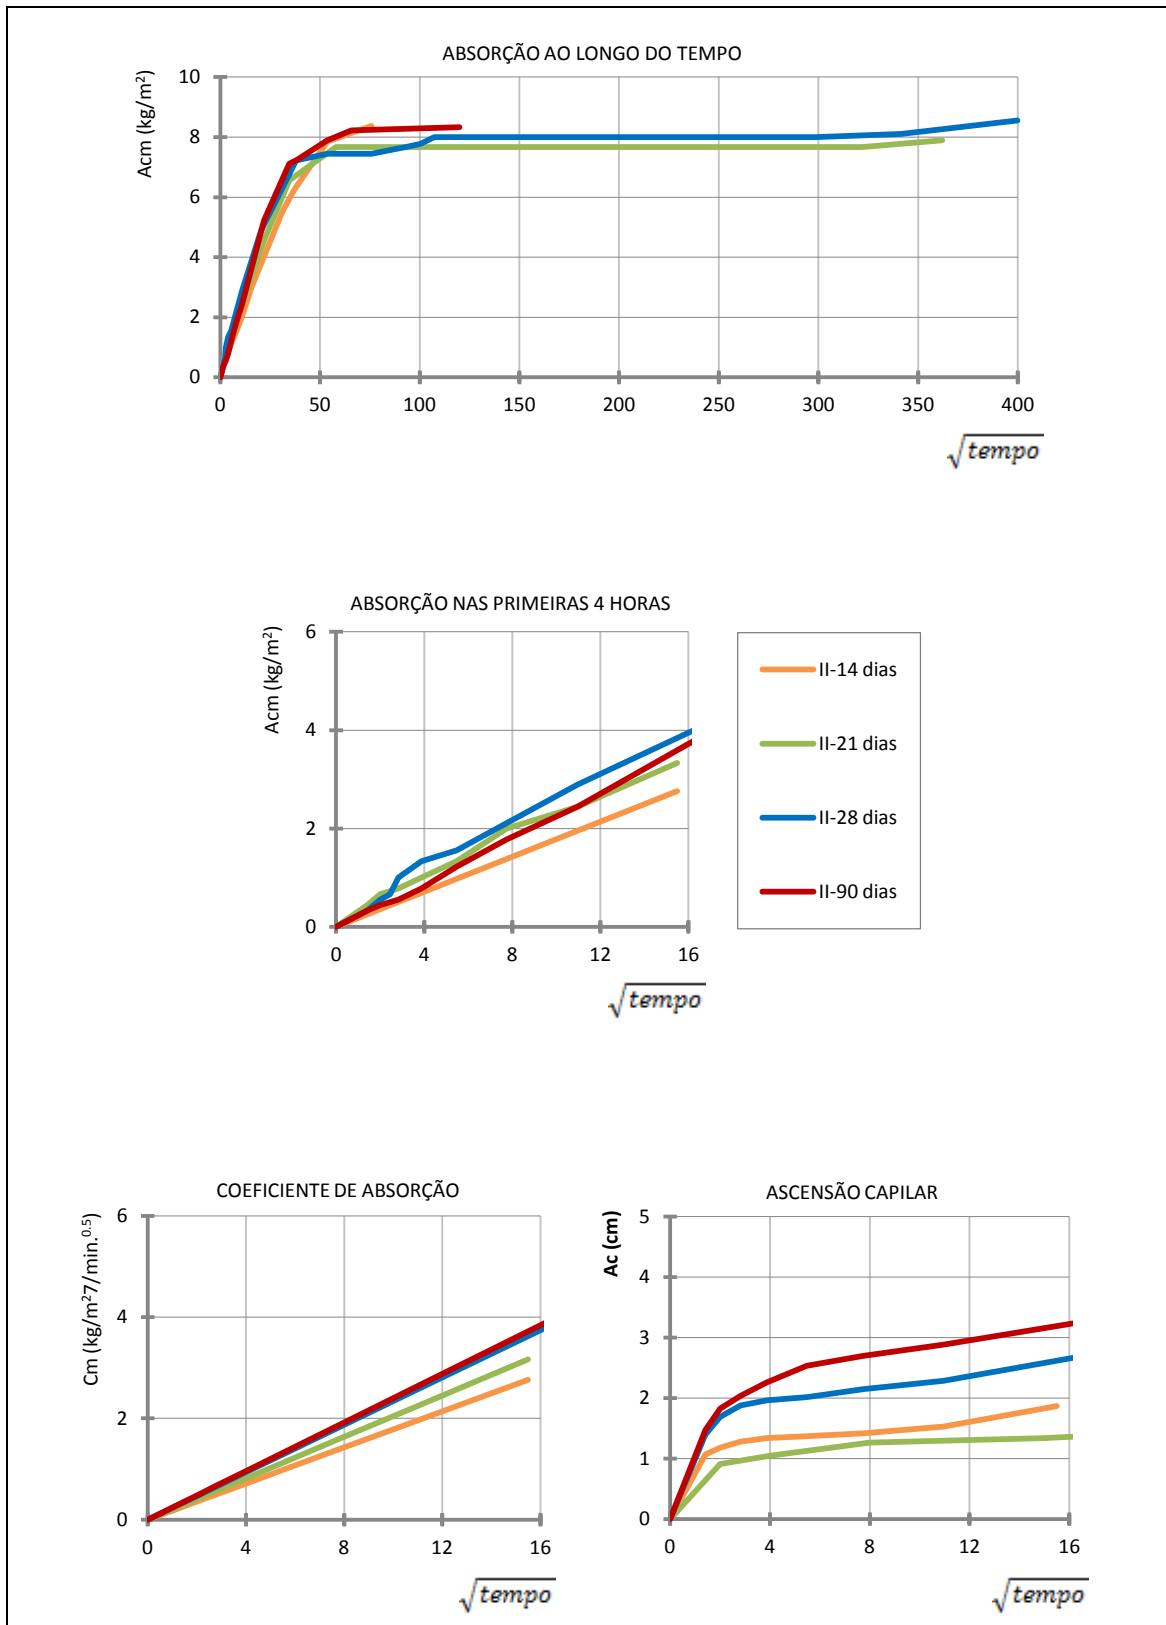 ABSORÇÃO AO LONGO DO TEMPO
Acm (kg/m²)
10
8
6
4
2
0
0 50 100 150 200 250 300 350 400
√tempo
ABSORÇÃO NAS PRIMEIRAS 4 HORAS
Acm (kg/m²)
6
4
2
0
0 4 8 12 16
√tempo
II-14 dias
II-21 dias
II-28 dias
II-90 dias
COEFICIENTE DE ABSORÇÃO
Cm (kg/m²7/min.⁰·⁵)
6
4
2
0
0 4 8 12 16
√tempo
ASCENSÃO CAPILAR
Ac (cm)
5
4
3
2
1
0
0 4 8 12 16
√tempo